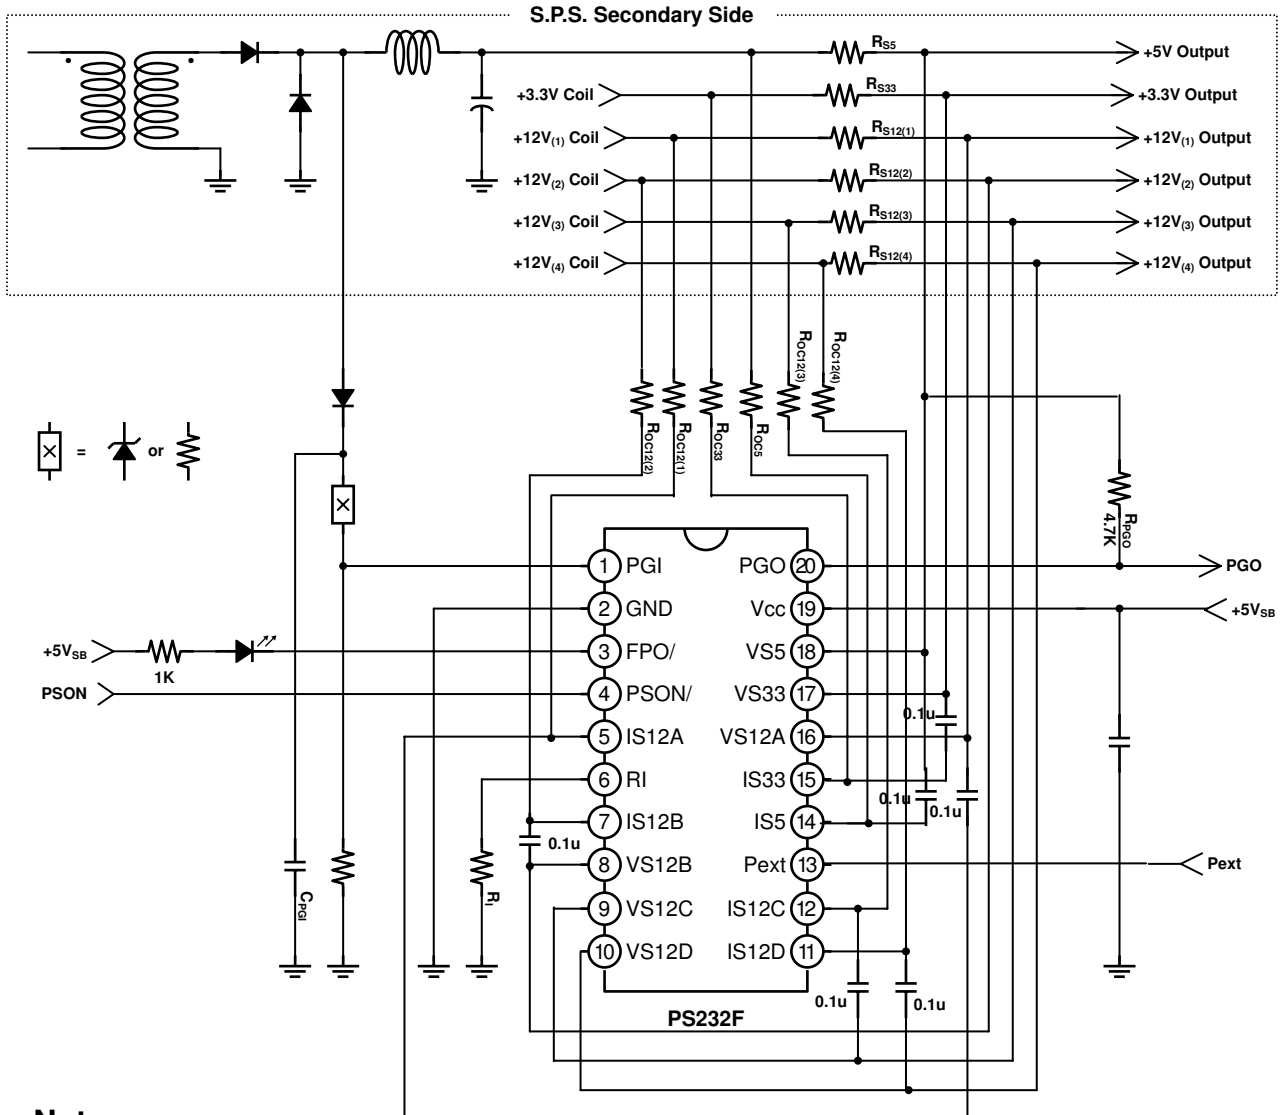 S.P.S. Secondary Side
RS5
+5V Output
+3.3V Coil
RS33
+3.3V Output
+12V(1) Coil
RS12(1)
+12V(1) Output
+12V(2) Coil
RS12(2)
+12V(2) Output
+12V(3) Coil
RS12(3)
+12V(3) Output
+12V(4) Coil
RS12(4)
+12V(4) Output
ROC12(3)
ROC12(4)
ROC12(2)
ROC12(1)
ROC33
ROC5
= or
RPGO
4.7K
1 PGI
PGO 20
PGO
2 GND
Vcc 19
+5VSB
+5VSB
1K
3 FPO/
VS5 18
PSON
4 PSON/
VS33 17
0.1u
5 IS12A
VS12A 16
6 RI
IS33 15
0.1u
0.1u
7 IS12B
IS5 14
0.1u
8 VS12B
Pext 13
Pext
CPGI
RI
9 VS12C
IS12C 12
10 VS12D
IS12D 11
0.1u
0.1u
PS232F